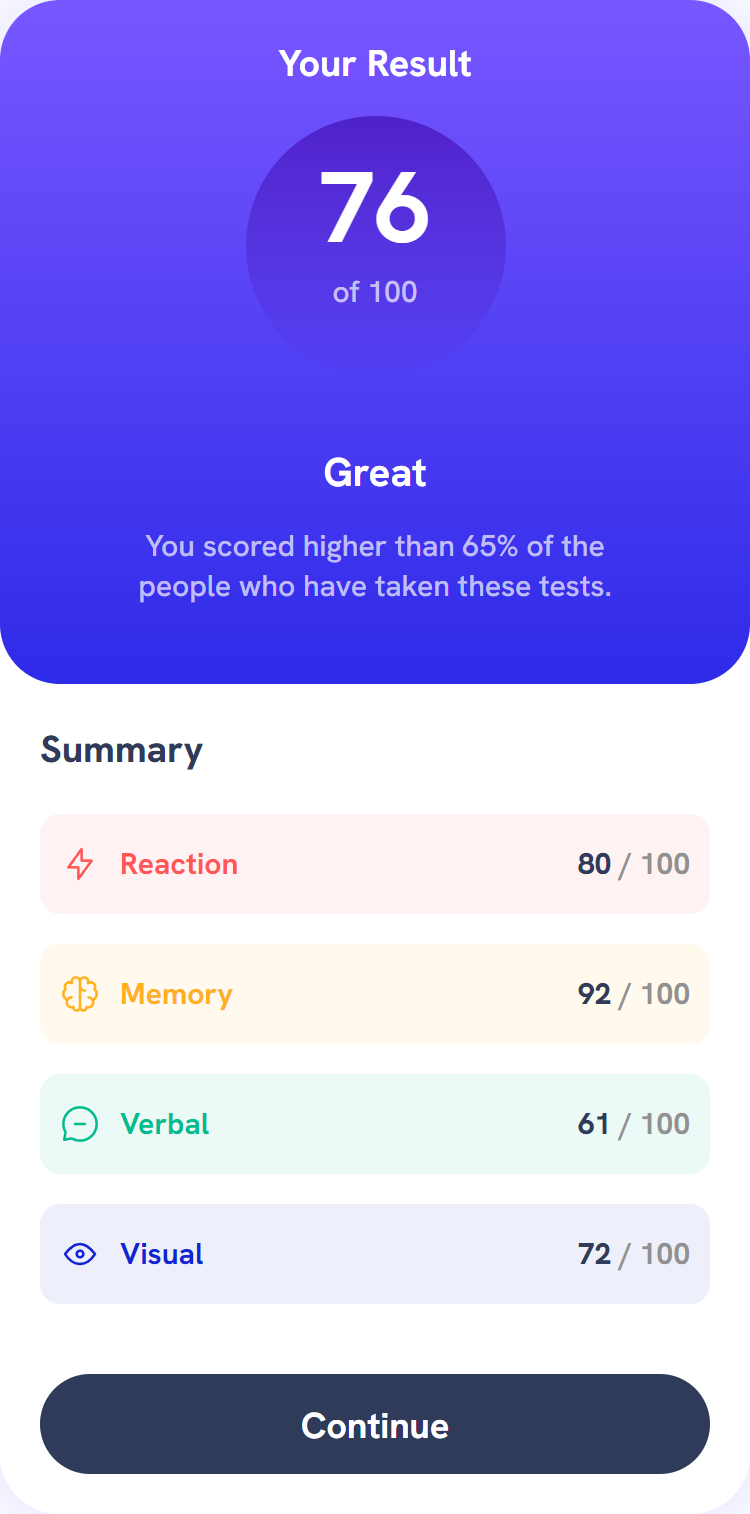 Your Result
76
of 100
Great
You scored higher than 65% of the
people who have taken these tests.
Summary
Reaction 80 / 100
Memory 92 / 100
Verbal 61 / 100
Visual 72 / 100
Continue